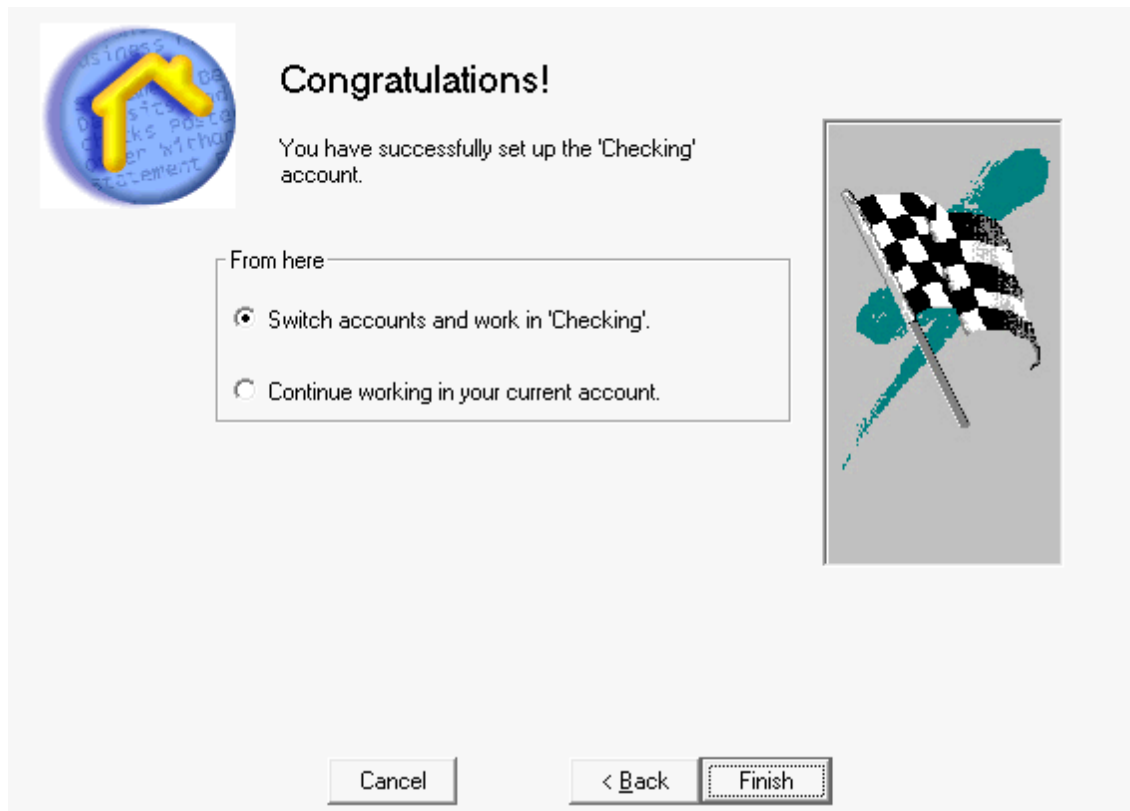 Congratulations!
You have successfully set up the 'Checking'
account.
From here
Switch accounts and work in 'Checking'.
Continue working in your current account.
Cancel
< Back
Finish